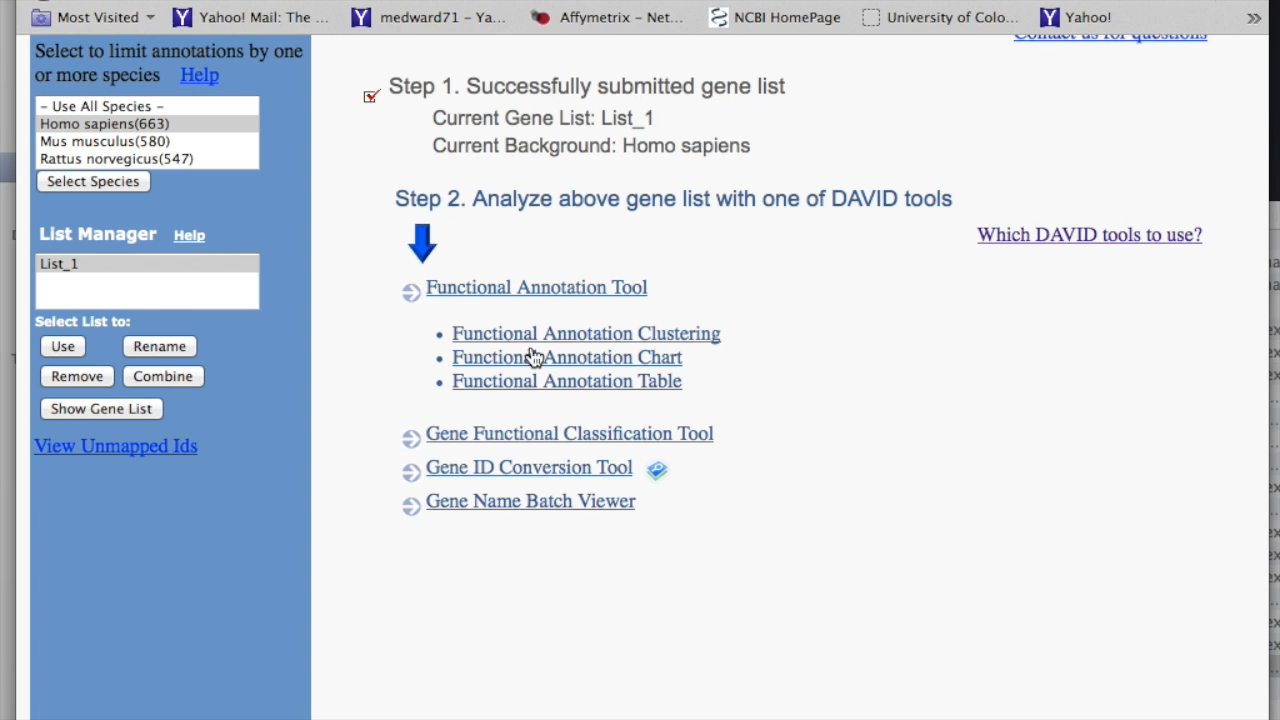 Most Visited
Yahoo! Mail: The ...
medward71 – Ya...
Affymetrix – Net...
NCBI HomePage
University of Colo...
Yahoo!
»
Select to limit annotations by one
or more species Help
– Use All Species –
Homo sapiens(663)
Mus musculus(580)
Rattus norvegicus(547)
Select Species
List Manager Help
List_1
Select List to:
Use Rename
Remove Combine
Show Gene List
View Unmapped Ids
Contact us for questions
Step 1. Successfully submitted gene list
Current Gene List: List_1
Current Background: Homo sapiens
Step 2. Analyze above gene list with one of DAVID tools
Which DAVID tools to use?
Functional Annotation Tool
• Functional Annotation Clustering
• Functional Annotation Chart
• Functional Annotation Table
Gene Functional Classification Tool
Gene ID Conversion Tool
Gene Name Batch Viewer